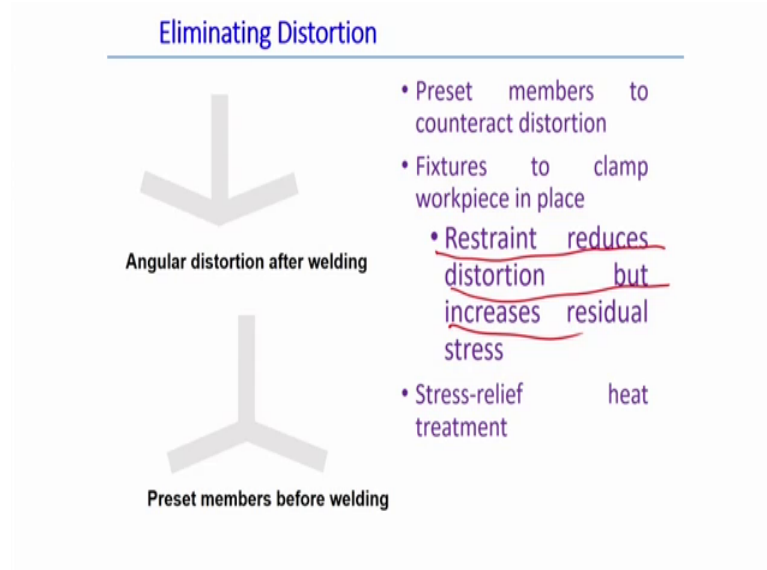 Eliminating Distortion
Angular distortion after welding
Preset members before welding
• Preset members to
counteract distortion
• Fixtures to clamp
workpiece in place
• Restraint reduces
distortion but
increases residual
stress
• Stress-relief heat
treatment